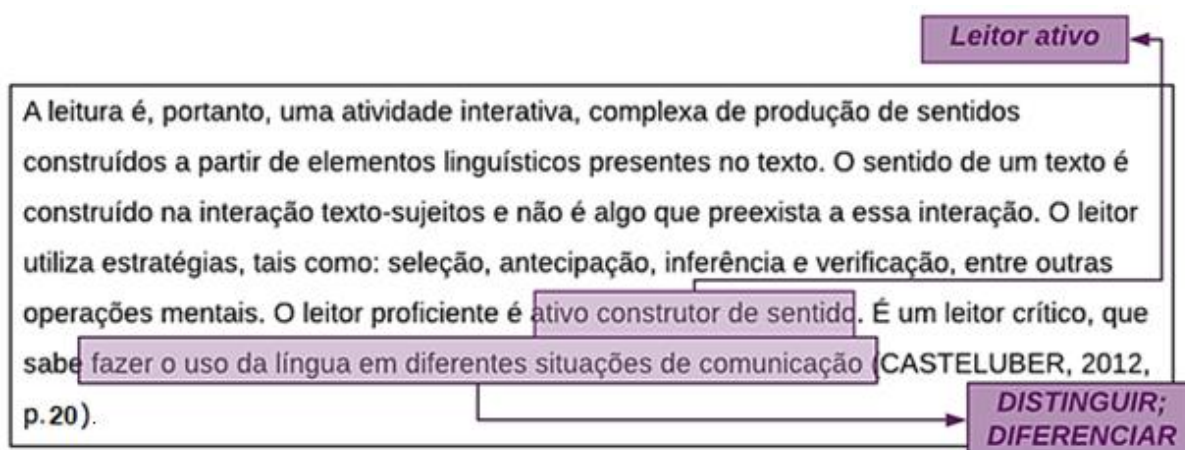 Leitor ativo
A leitura é, portanto, uma atividade interativa, complexa de produção de sentidos
construídos a partir de elementos linguísticos presentes no texto. O sentido de um texto é
construído na interação texto-sujeitos e não é algo que preexista a essa interação. O leitor
utiliza estratégias, tais como: seleção, antecipação, inferência e verificação, entre outras
operações mentais. O leitor proficiente é ativo construtor de sentido. É um leitor crítico, que
sabe fazer o uso da língua em diferentes situações de comunicação (CASTELUBER, 2012,
p.20).
DISTINGUIR;
DIFERENCIAR